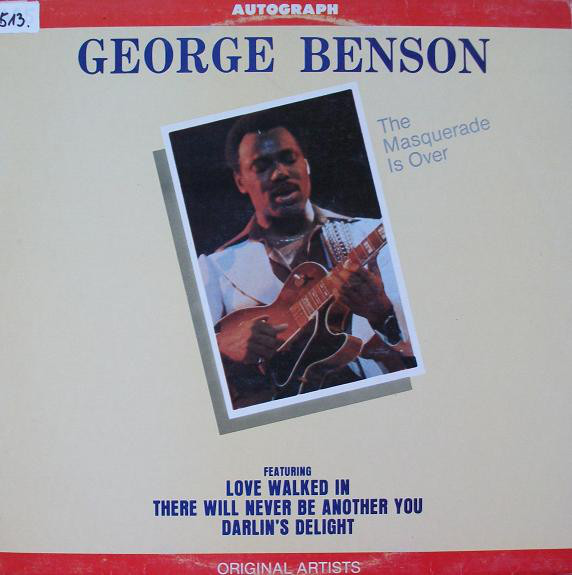 AUTOGRAPH
513.
GEORGE BENSON
The
Masquerade
Is Over
FEATURING
LOVE WALKED IN
THERE WILL NEVER BE ANOTHER YOU
DARLIN'S DELIGHT
ORIGINAL ARTISTS